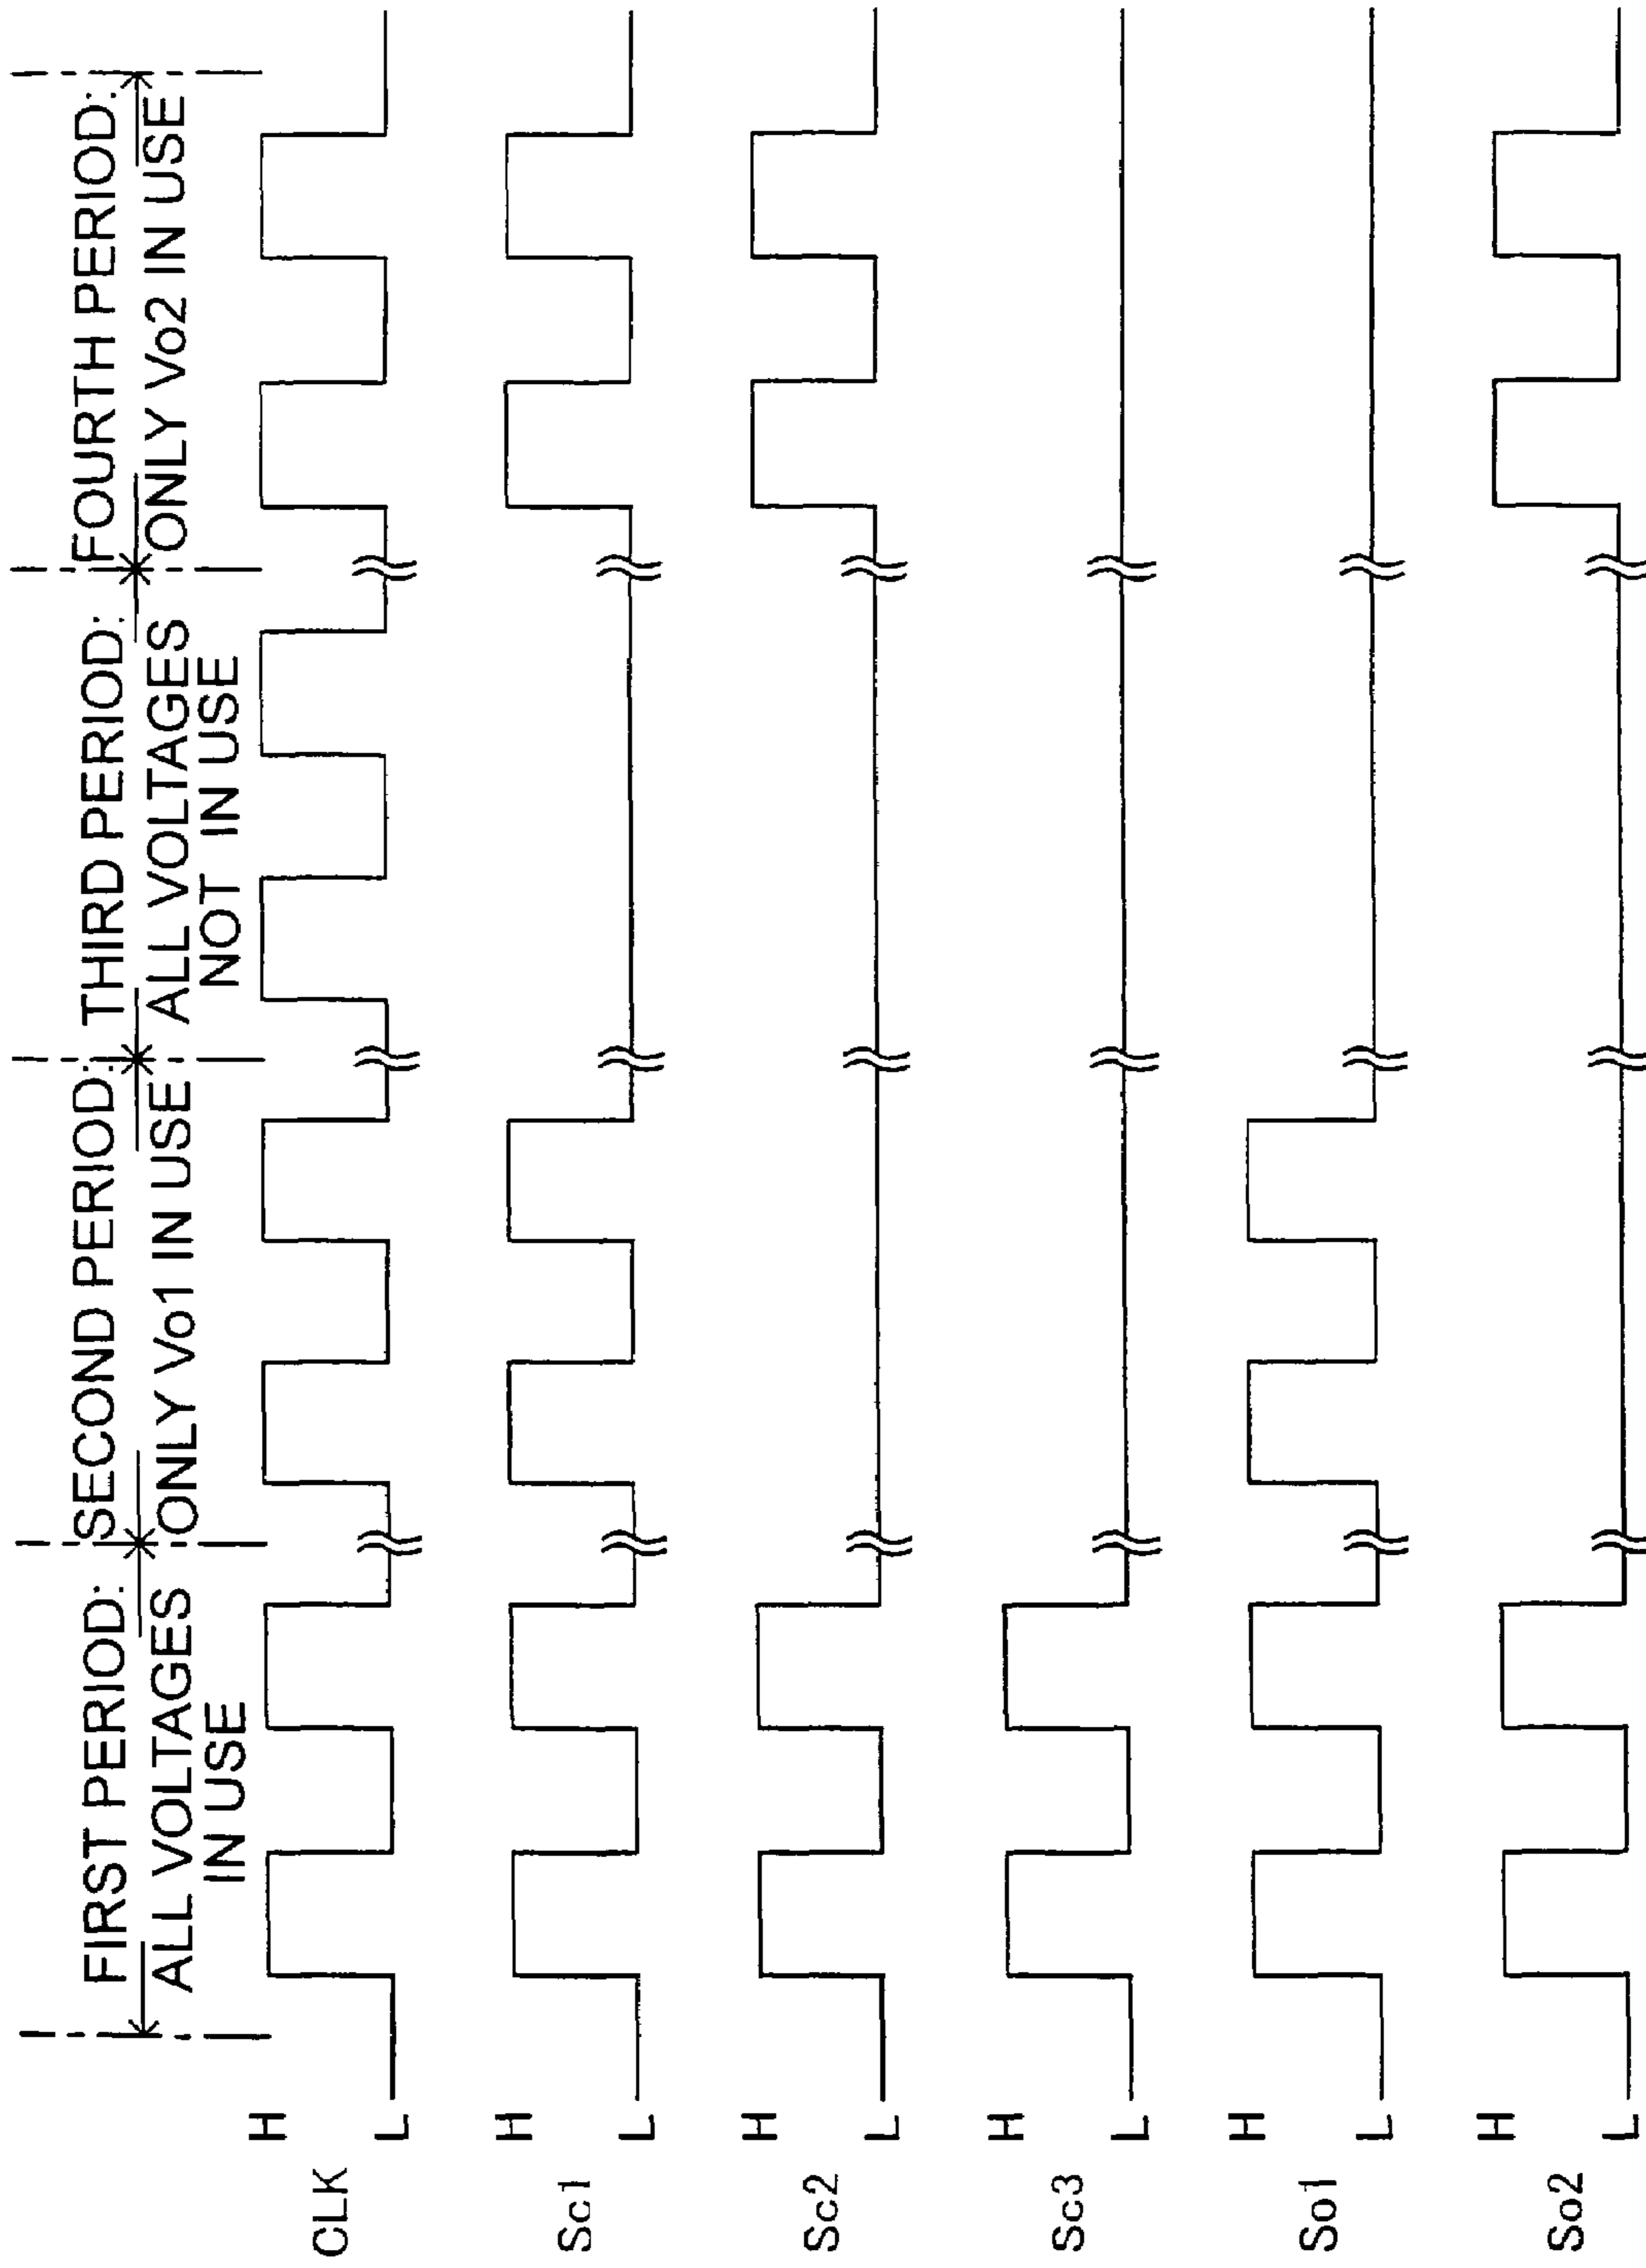 FIRST PERIOD:
ALL VOLTAGES
IN USE
SECOND PERIOD:
ONLY Vo1 IN USE
THIRD PERIOD:
ALL VOLTAGES
NOT IN USE
FOURTH PERIOD:
ONLY Vo2 IN USE
H
CLK
L
H
Sc1
L
H
Sc2
L
H
Sc3
L
H
So1
L
H
So2
L